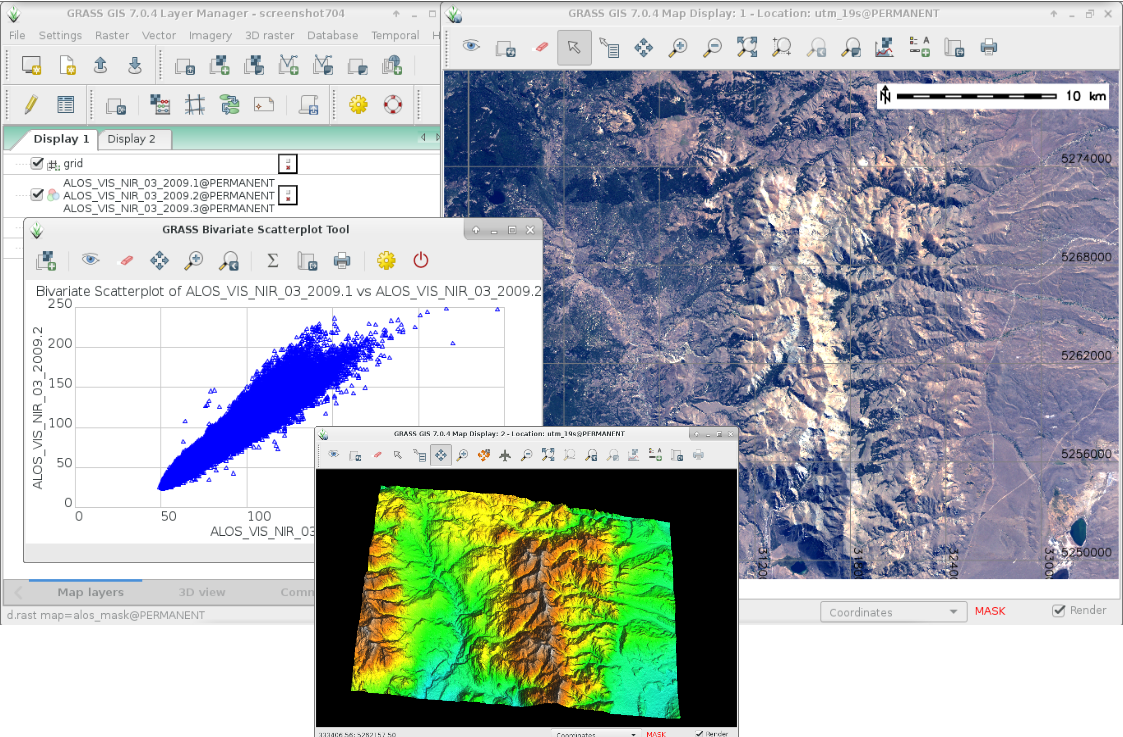 GRASS GIS 7.0.4 Layer Manager - screenshot704
File Settings Raster Vector Imagery 3D raster Database Temporal H
Display 1 Display 2
grid
ALOS_VIS_NIR_03_2009.1@PERMANENT
ALOS_VIS_NIR_03_2009.2@PERMANENT
ALOS_VIS_NIR_03_2009.3@PERMANENT
GRASS GIS 7.0.4 Map Display: 1 - Location: utm_19s@PERMANENT
N
10 km
5274000
5268000
5262000
5256000
5250000
Coordinates
MASK
Render
GRASS Bivariate Scatterplot Tool
Bivariate Scatterplot of ALOS_VIS_NIR_03_2009.1 vs ALOS_VIS_NIR_03_2009.2
ALOS_VIS_NIR_03_2009.2
250
200
150
100
50
0
0 50 100
ALOS_VIS_NIR_03
Map layers 3D view Comm
d.rast map=alos_mask@PERMANENT
GRASS GIS 7.0.4 Map Display: 2 - Location: utm_19s@PERMANENT
333406.56; 5262157.50
Coordinates
MASK
Render